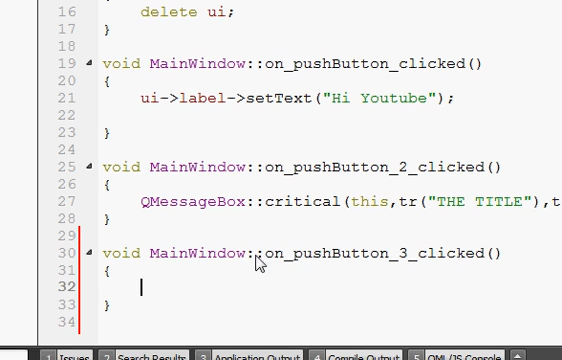 16 delete ui;
17 }
18
19 void MainWindow::on_pushButton_clicked()
20 {
21 ui->label->setText("Hi Youtube");
22
23 }
24
25 void MainWindow::on_pushButton_2_clicked()
26 {
27 QMessageBox::critical(this,tr("THE TITLE"),t
28 }
29
30 void MainWindow::on_pushButton_3_clicked()
31 {
32
33 }
34
1 Issues 2 Search Results 3 Application Output 4 Compile Output 5 QML/JS Console